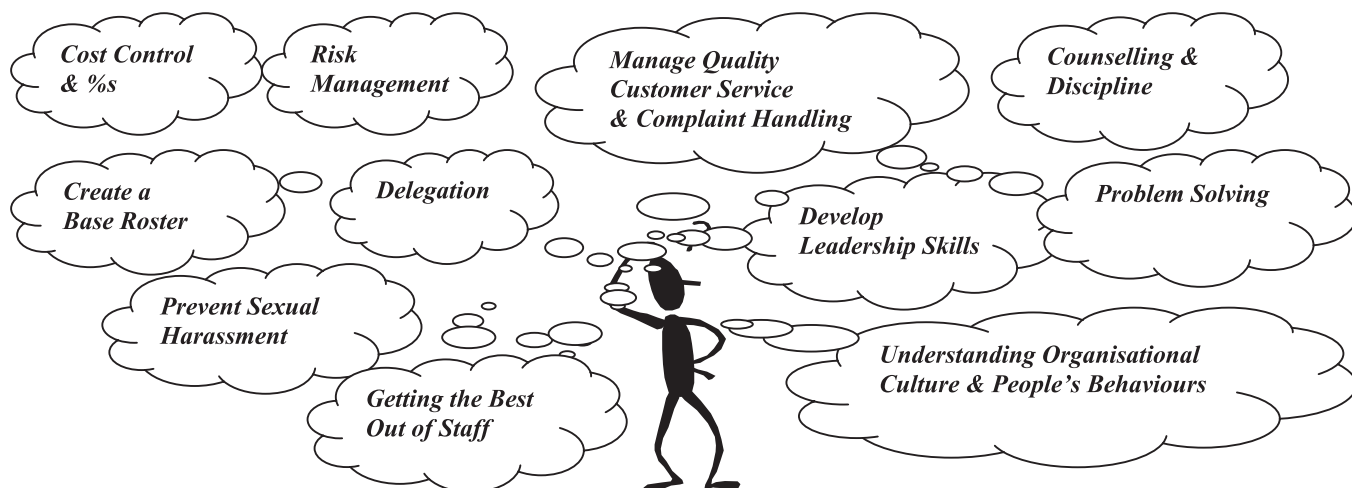 Cost Control
& %s
Risk
Management
Manage Quality
Customer Service
& Complaint Handling
Counselling &
Discipline
Create a
Base Roster
Delegation
Develop
Leadership Skills
Problem Solving
Prevent Sexual
Harassment
Getting the Best
Out of Staff
Understanding Organisational
Culture & People’s Behaviours